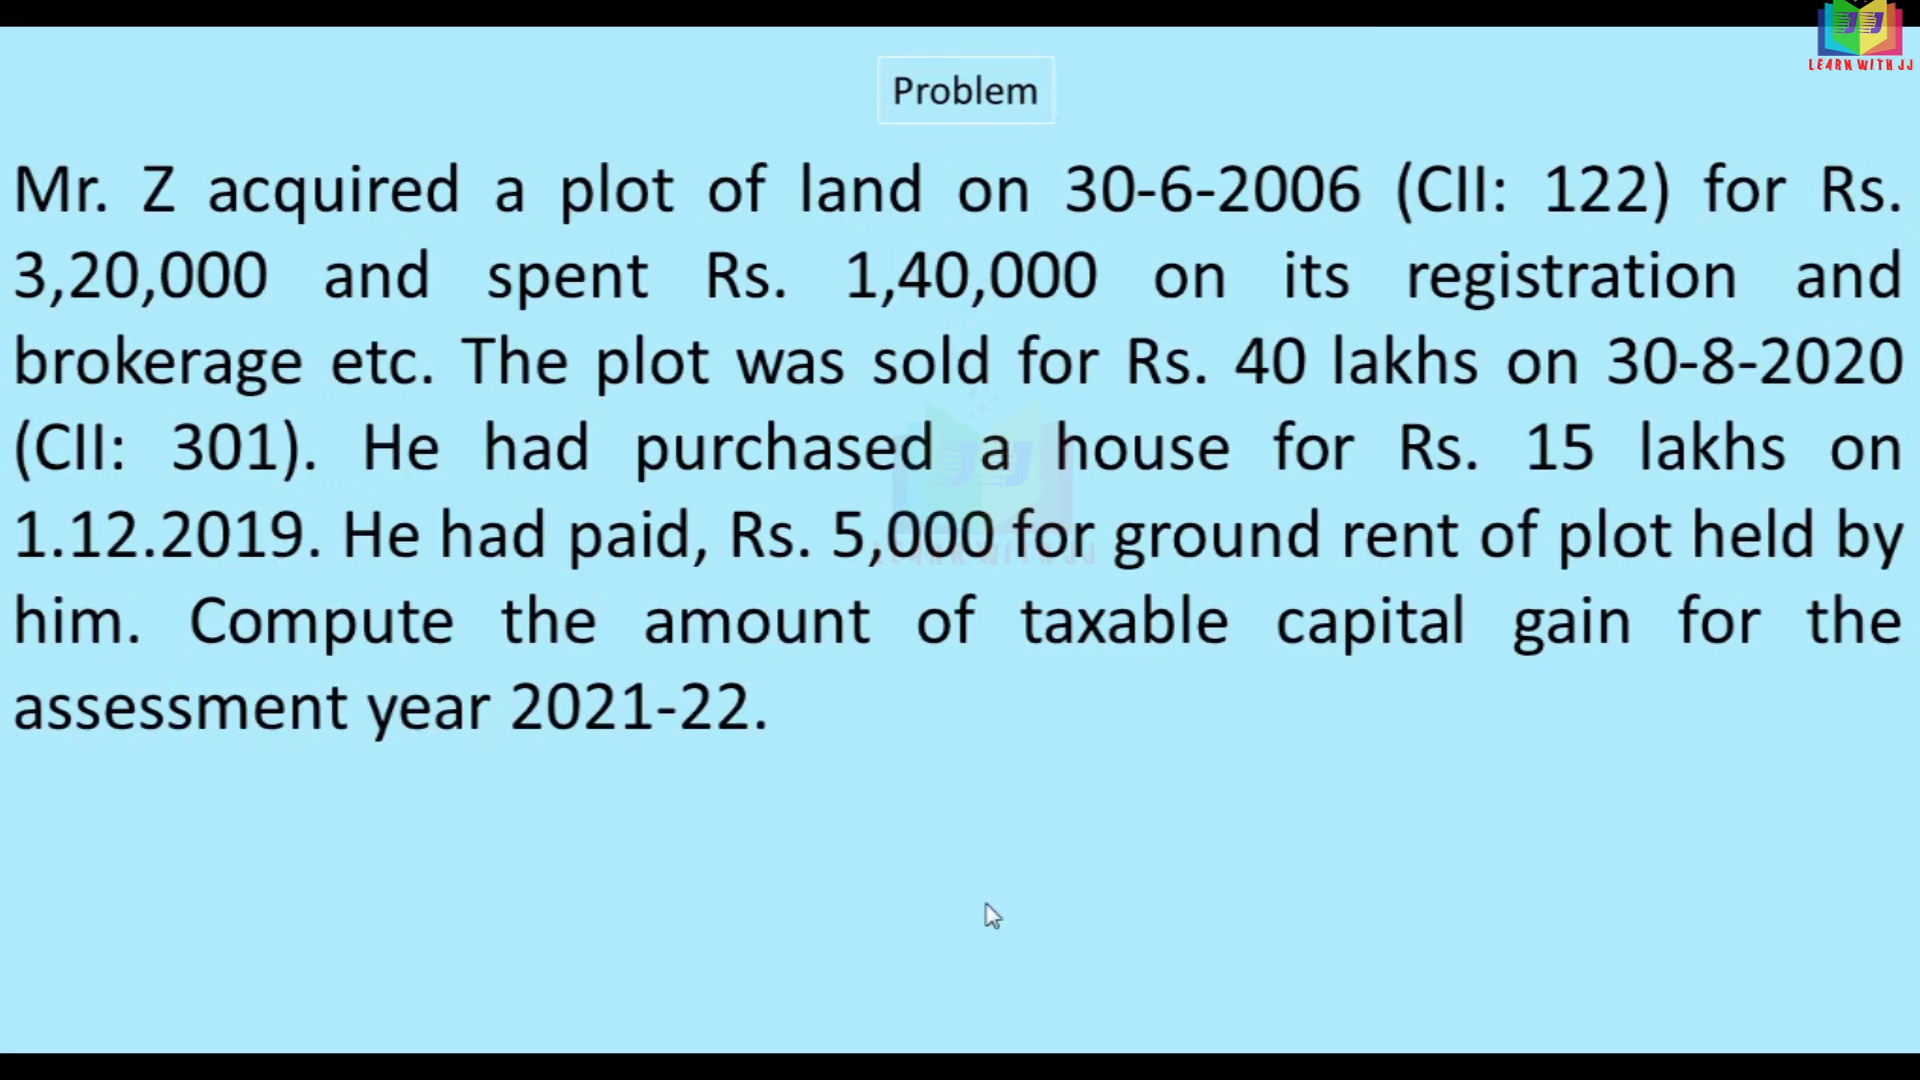 LEARN WITH JJ
Problem
Mr. Z acquired a plot of land on 30-6-2006 (CII: 122) for Rs.
3,20,000 and spent Rs. 1,40,000 on its registration and
brokerage etc. The plot was sold for Rs. 40 lakhs on 30-8-2020
(CII: 301). He had purchased a house for Rs. 15 lakhs on
1.12.2019. He had paid, Rs. 5,000 for ground rent of plot held by
him. Compute the amount of taxable capital gain for the
assessment year 2021-22.
JJ
LEARN WITH JJ